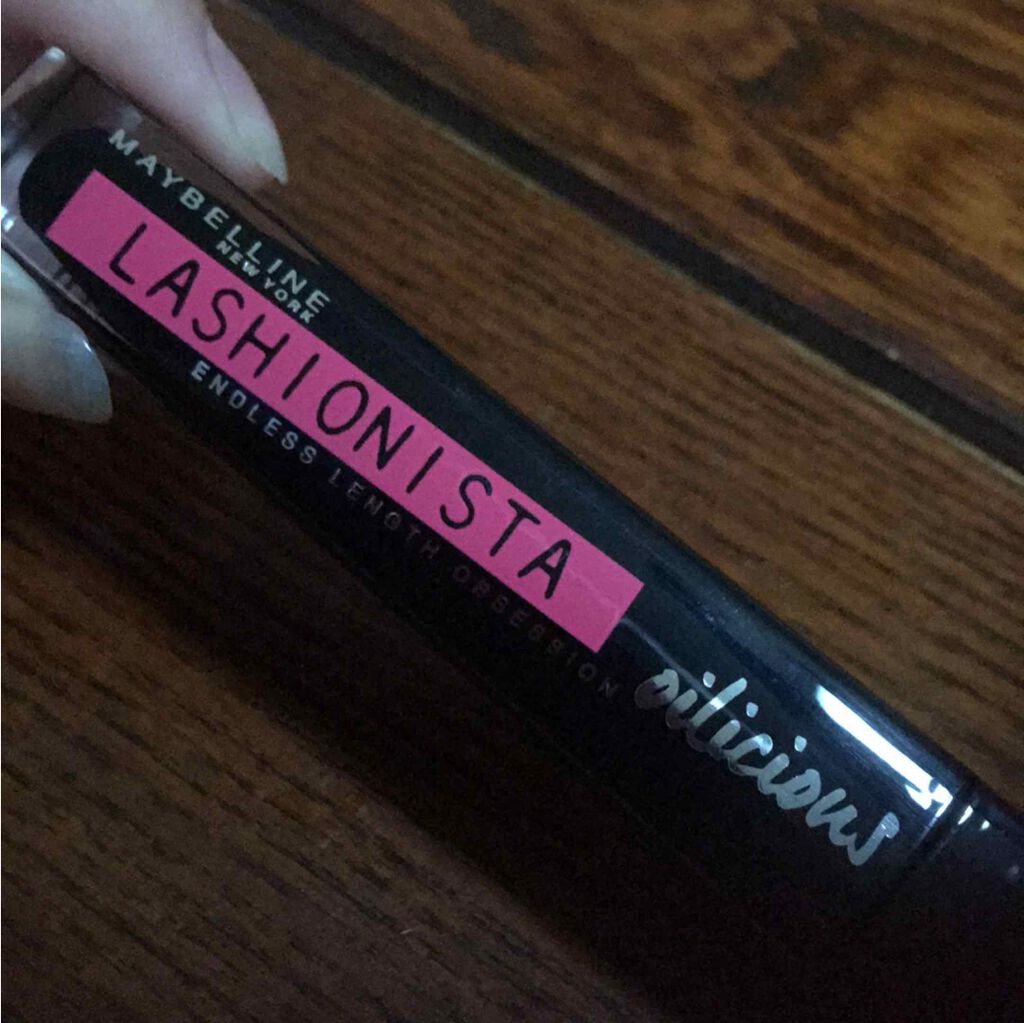 MAYBELLINE
NEW YORK
LASHIONISTA
ENDLESS LENGTH OBSESSION
oilicious